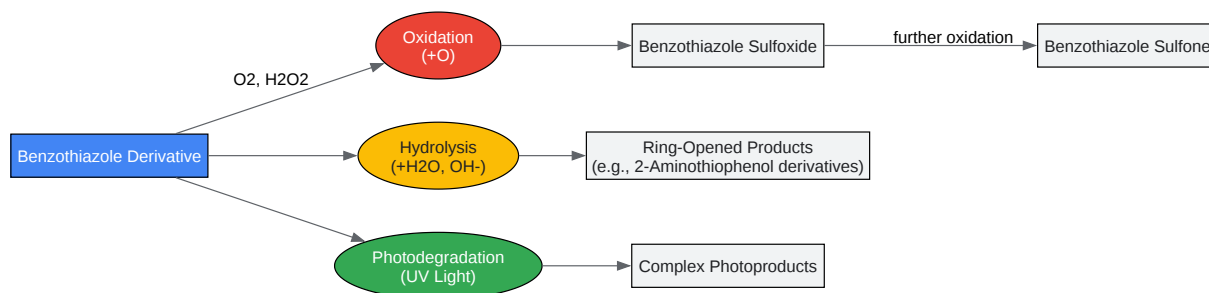 Oxidation
(+O)
Benzothiazole Sulfoxide
further oxidation
Benzothiazole Sulfone
O2, H2O2
Benzothiazole Derivative
Hydrolysis
(+H2O, OH-)
Ring-Opened Products
(e.g., 2-Aminothiophenol derivatives)
Photodegradation
(UV Light)
Complex Photoproducts